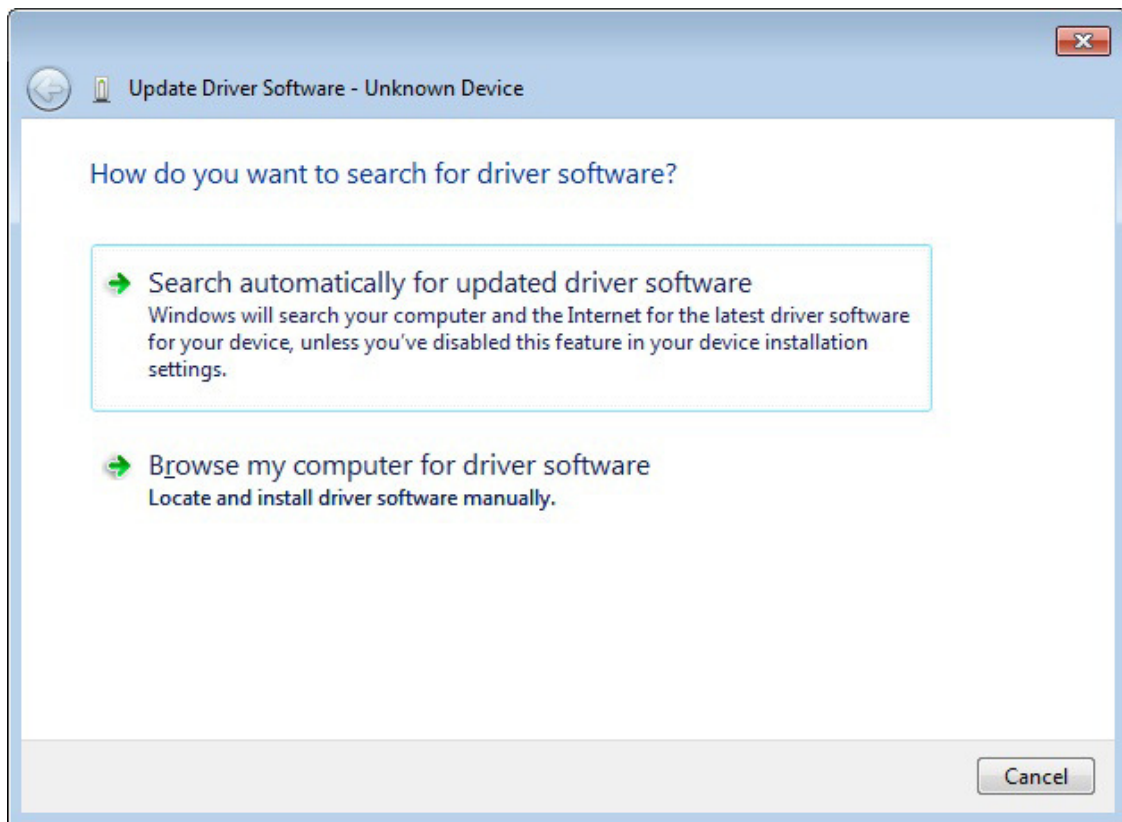 Update Driver Software - Unknown Device
How do you want to search for driver software?
Search automatically for updated driver software
Windows will search your computer and the Internet for the latest driver software
for your device, unless you've disabled this feature in your device installation
settings.
Browse my computer for driver software
Locate and install driver software manually.
Cancel